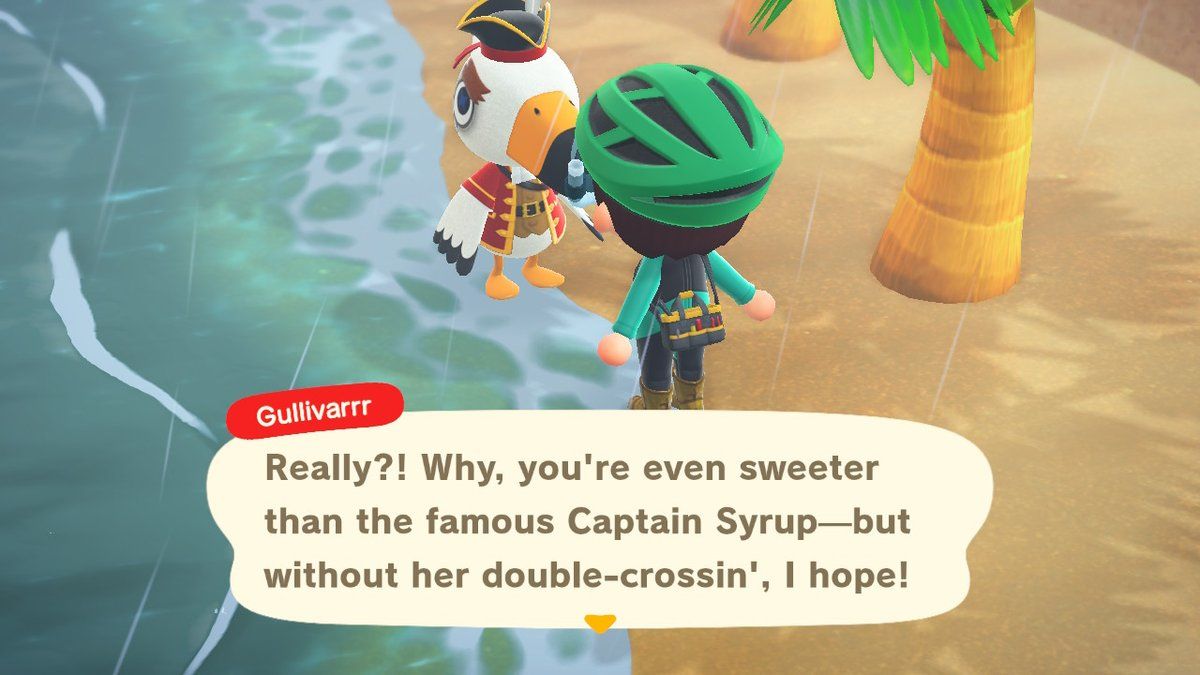 Gullivarrr
Really?! Why, you're even sweeter
than the famous Captain Syrup—but
without her double-crossin', I hope!